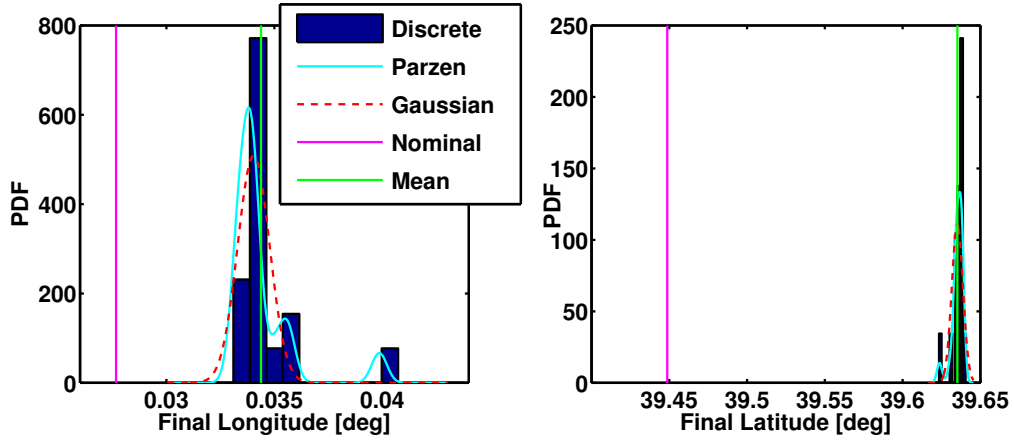 800
600
400
200
0
PDF
0.03
0.035
0.04
Final Longitude [deg]
Discrete
Parzen
Gaussian
Nominal
Mean
250
200
150
100
50
0
PDF
39.45
39.5
39.55
39.6
39.65
Final Latitude [deg]